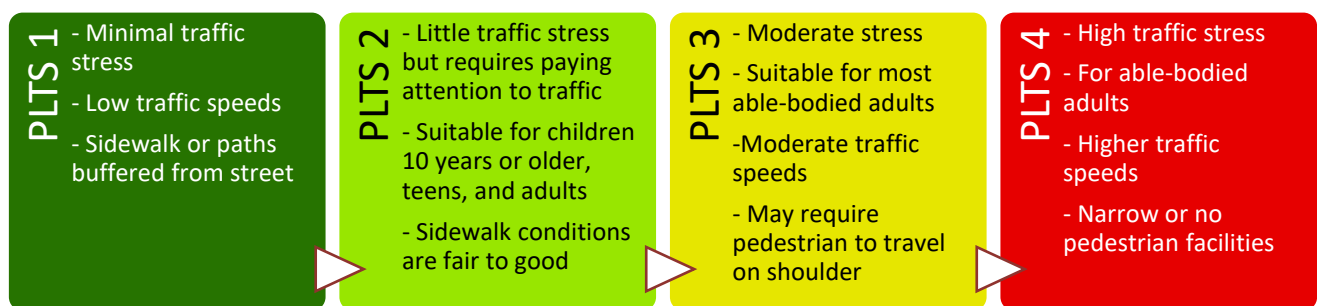 PLTS 1
- Minimal traffic
stress
- Low traffic speeds
- Sidewalk or paths
buffered from street
PLTS 2
- Little traffic stress
but requires paying
attention to traffic
- Suitable for children
10 years or older,
teens, and adults
- Sidewalk conditions
are fair to good
PLTS 3
- Moderate stress
- Suitable for most
able-bodied adults
-Moderate traffic
speeds
- May require
pedestrian to travel
on shoulder
PLTS 4
- High traffic stress
- For able-bodied
adults
- Higher traffic
speeds
- Narrow or no
pedestrian facilities